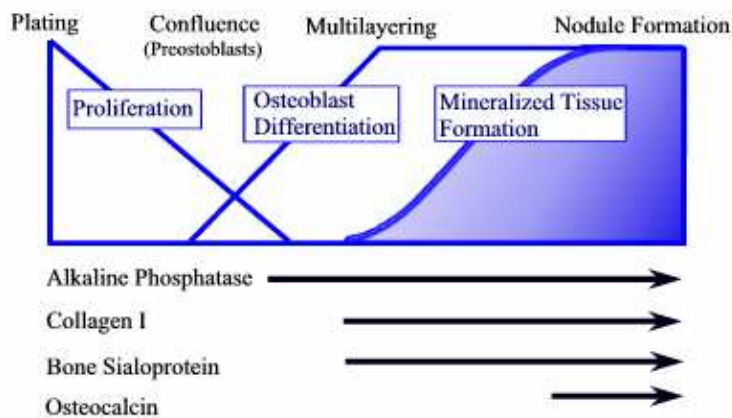 Plating
Confluence
(Preostoblasts)
Multilayering
Nodule Formation
Proliferation
Osteoblast
Differentiation
Mineralized Tissue
Formation
Alkaline Phosphatase
Collagen I
Bone Sialoprotein
Osteocalcin